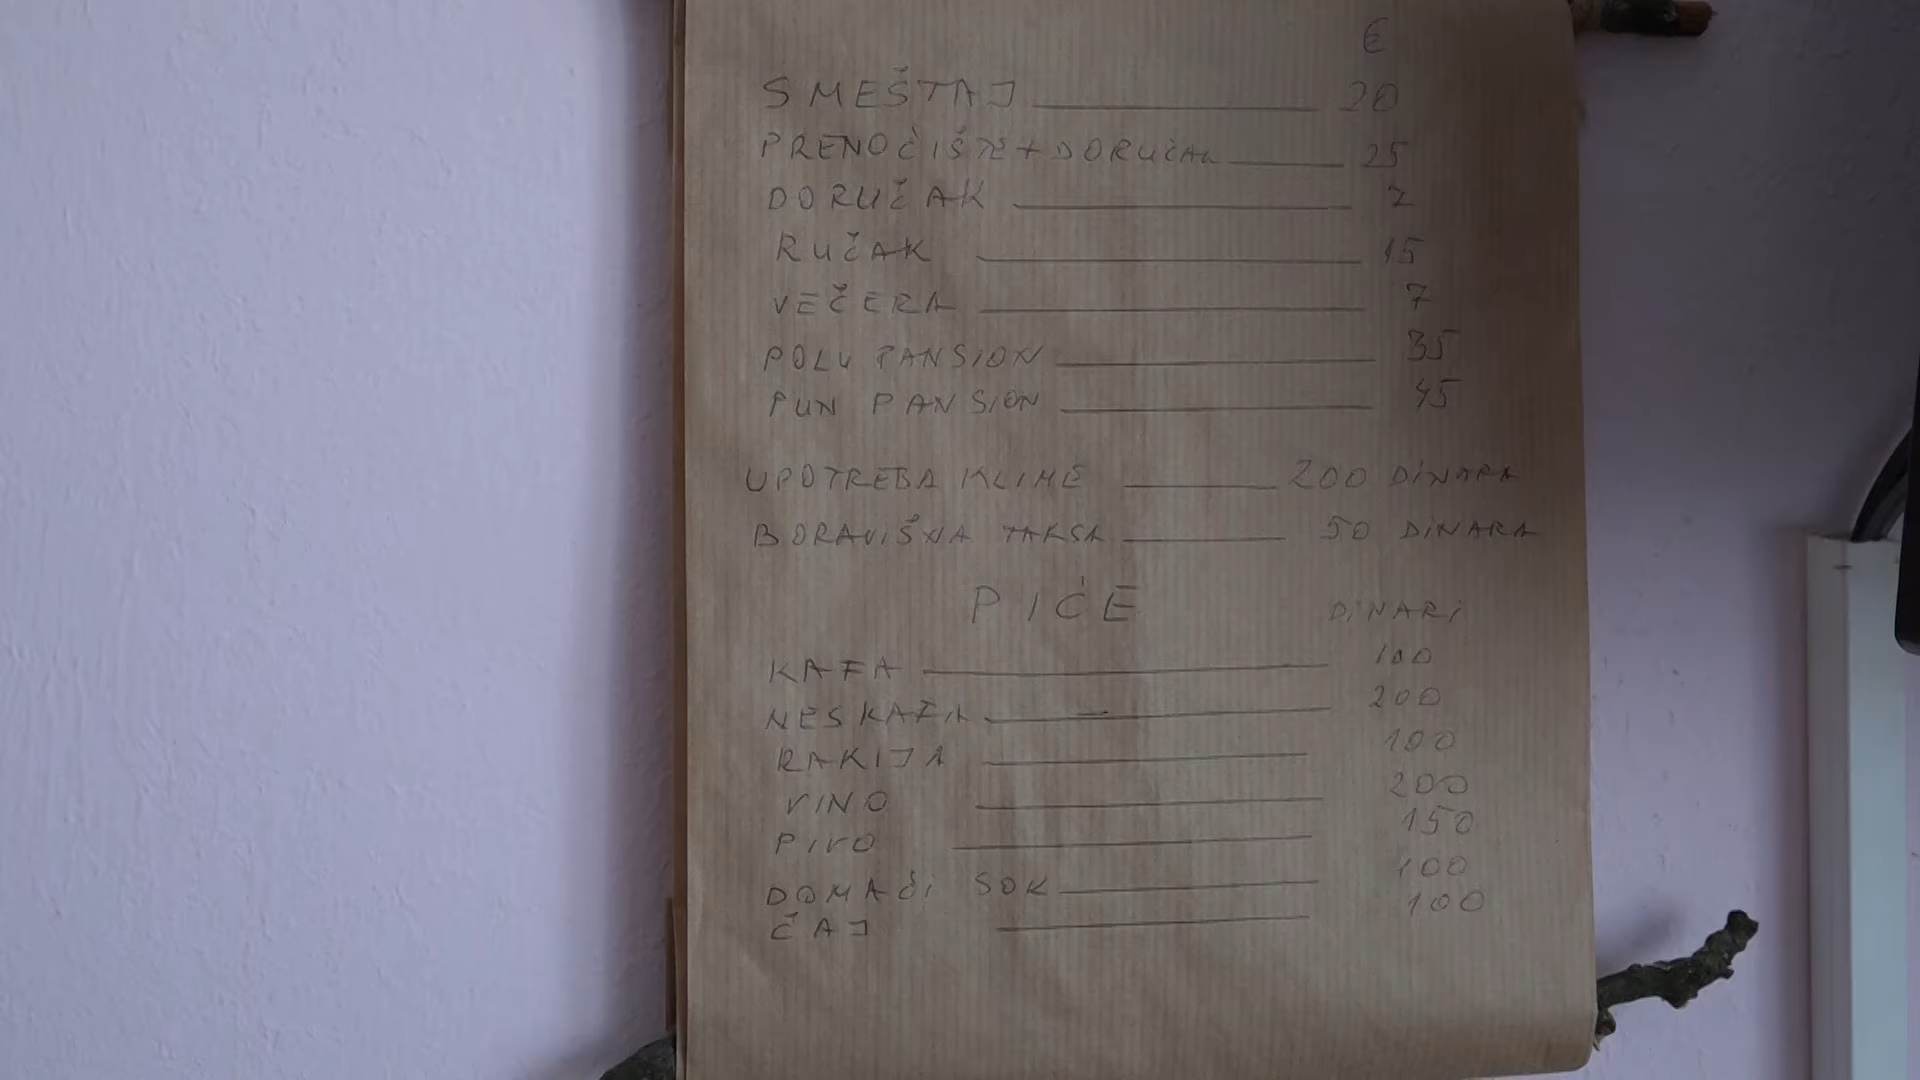 €
SMEŠTAJ 20
PRENOĆIŠTE + DORUČAK 25
DORUČAK 7
RUČAK 15
VEČERA 7
POLU PANSION 35
PUN PANSION 45
UPOTREBA KLIME 200 DINARA
BORAVIŠNA TAKSA 50 DINARA
PIĆE DINARI
KAFA 100
NESKAFA 200
RAKIJA 100
VINO 200
PIVO 150
DOMAĆI SOK 100
ČAJ 100